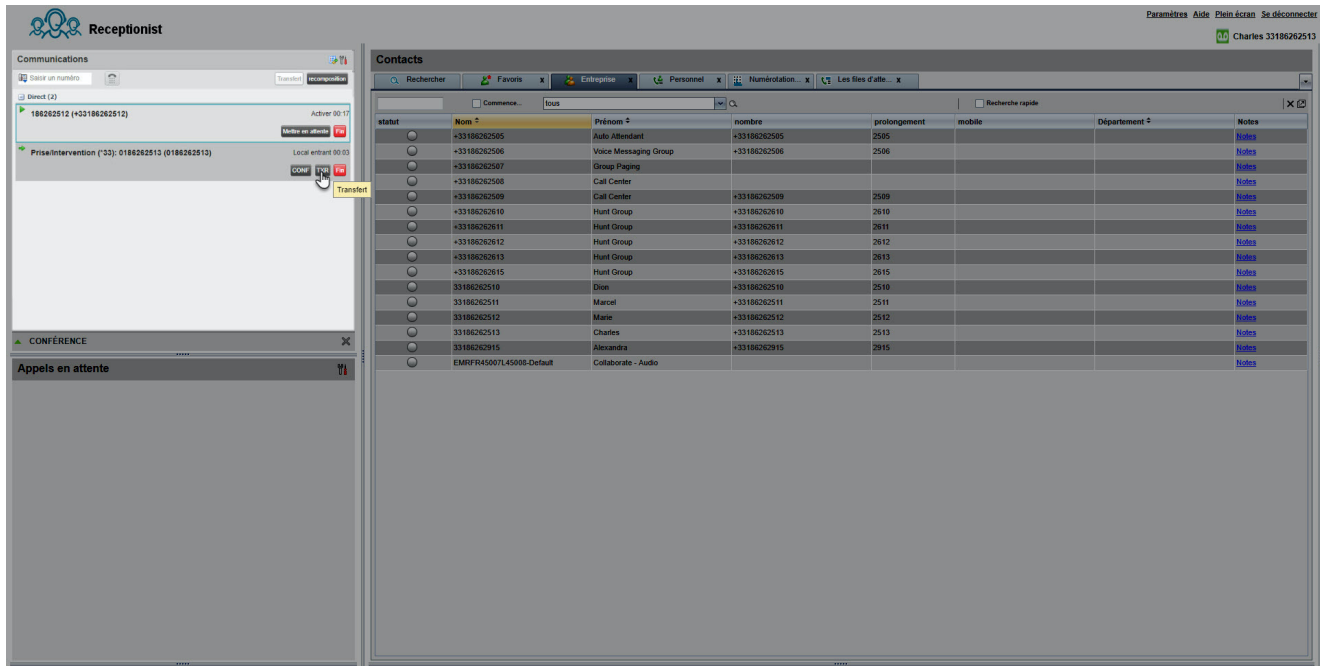 Paramètres Aide Plein écran Se déconnecter
Receptionist
Charles 33186262513
Communications
Saisir un numéro Transfert recomposition
Direct (2)
186262512 (+33186262512) Activer 00:17
Mettre en attente Fin
Prise/Intervention (*33): 0186262513 (0186262513) Local entrant 00:03
CONF TXR Fin
Transfert
CONFÉRENCE
Appels en attente
Contacts
Rechercher Favoris x Entreprise x Personnel x Numérotation... x Les files d'atte... x
Commence... tous Recherche rapide
statut Nom Prénom nombre prolongement mobile Département Notes
+33186262505 Auto Attendant +33186262505 2505 Notes
+33186262506 Voice Messaging Group +33186262506 2506 Notes
+33186262507 Group Paging Notes
+33186262508 Call Center Notes
+33186262509 Call Center +33186262509 2509 Notes
+33186262610 Hunt Group +33186262610 2610 Notes
+33186262611 Hunt Group +33186262611 2611 Notes
+33186262612 Hunt Group +33186262612 2612 Notes
+33186262613 Hunt Group +33186262613 2613 Notes
+33186262615 Hunt Group +33186262615 2615 Notes
33186262510 Dion +33186262510 2510 Notes
33186262511 Marcel +33186262511 2511 Notes
33186262512 Marie +33186262512 2512 Notes
33186262513 Charles +33186262513 2513 Notes
33186262915 Alexandra +33186262915 2915 Notes
EMRFR45007L45008-Default Collaborate - Audio Notes